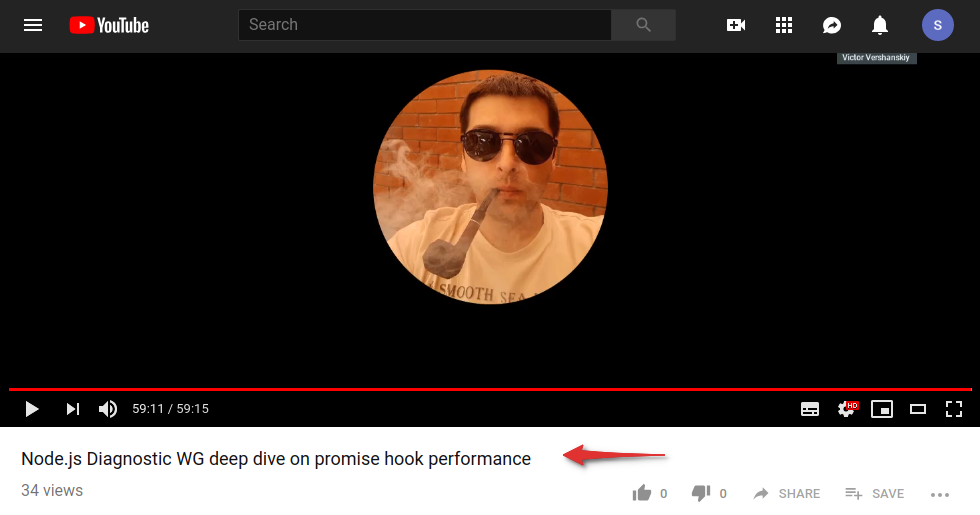 YouTube
Search
S
Victor Vershanskiy
SMOOTH SEA
59:11 / 59:15
HD
Node.js Diagnostic WG deep dive on promise hook performance
34 views
0
0
SHARE
SAVE